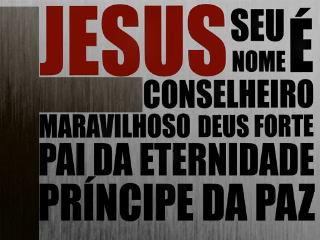 JESUS SEU NOME É
CONSELHEIRO
MARAVILHOSO DEUS FORTE
PAI DA ETERNIDADE
PRÍNCIPE DA PAZ